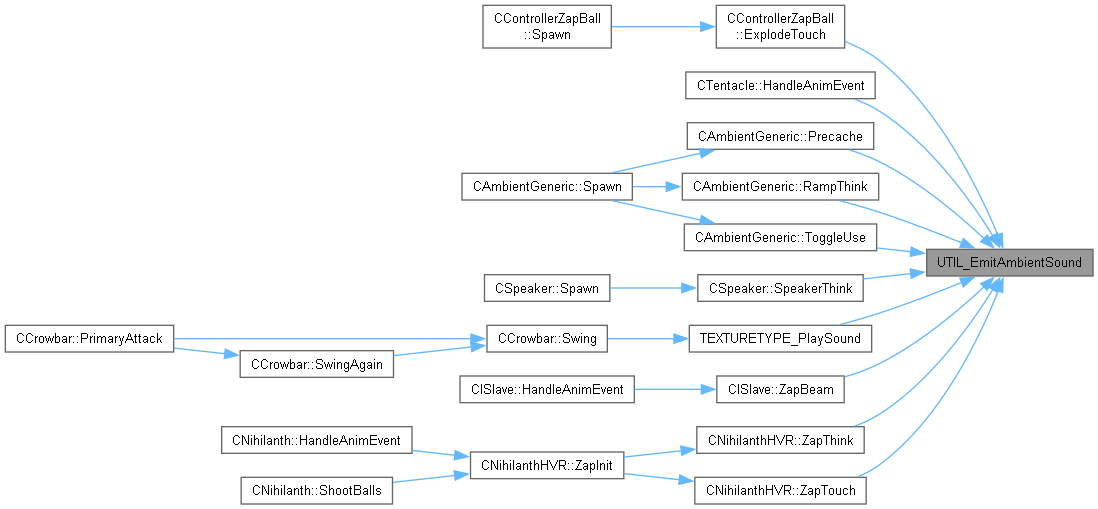 CControllerZapBall
::Spawn
CControllerZapBall
::ExplodeTouch
CTentacle::HandleAnimEvent
CAmbientGeneric::Precache
CAmbientGeneric::Spawn
CAmbientGeneric::RampThink
CAmbientGeneric::ToggleUse
UTIL_EmitAmbientSound
CSpeaker::Spawn
CSpeaker::SpeakerThink
CCrowbar::PrimaryAttack
CCrowbar::Swing
TEXTURETYPE_PlaySound
CCrowbar::SwingAgain
CISlave::HandleAnimEvent
CISlave::ZapBeam
CNihilanth::HandleAnimEvent
CNihilanthHVR::ZapThink
CNihilanthHVR::ZapInit
CNihilanth::ShootBalls
CNihilanthHVR::ZapTouch